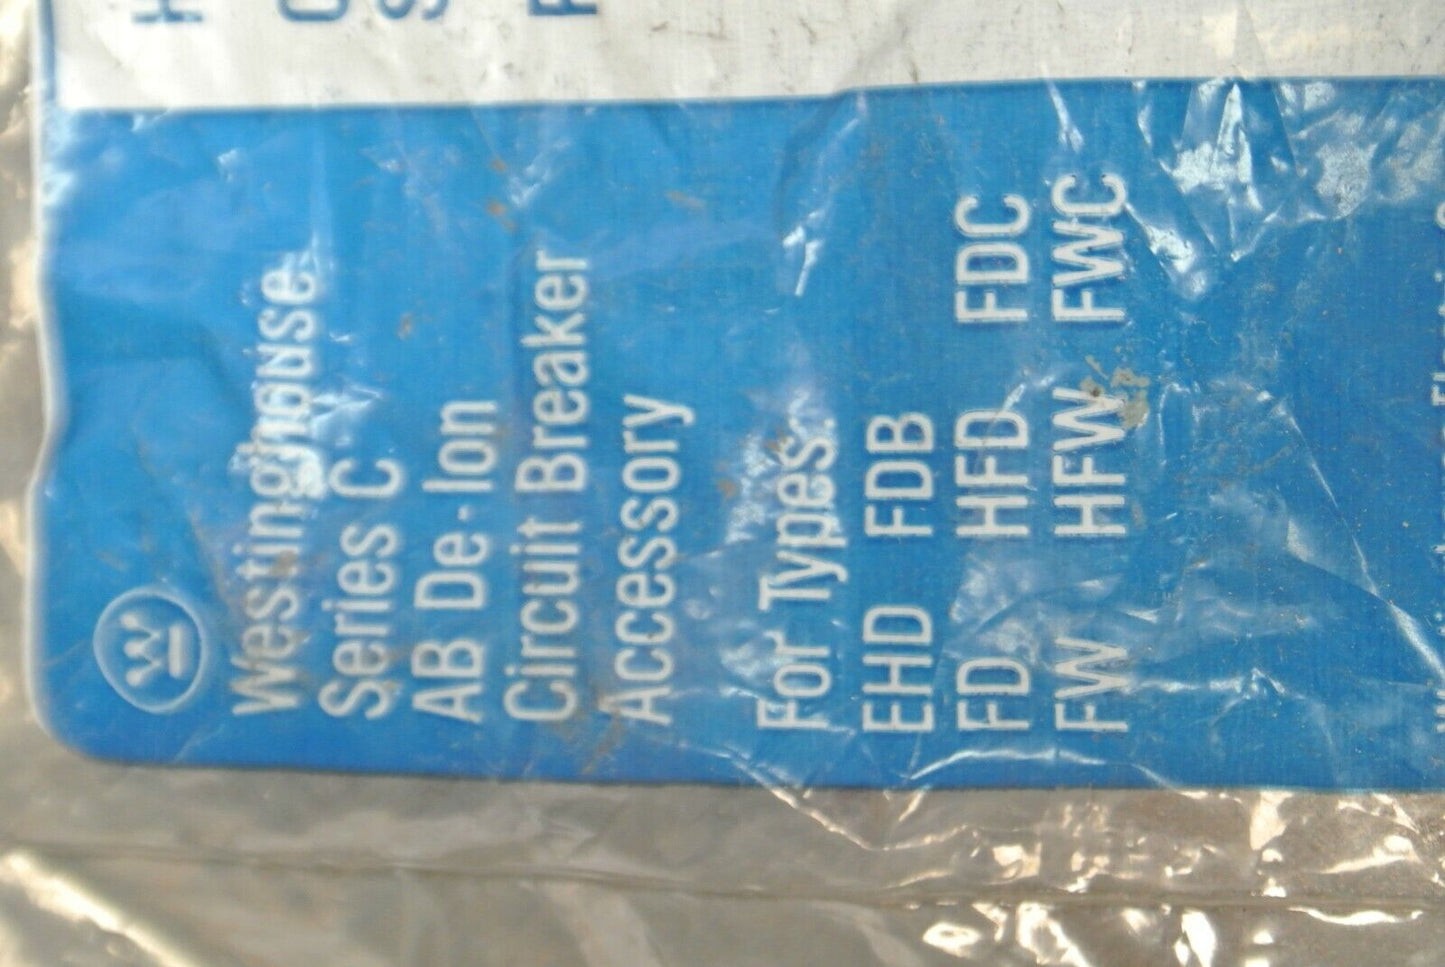 Westinghouse
Series C
AB De-Ion
Circuit Breaker
Accessory
For Types:
EHD FDB
FD HFD FDC
FW HFW FWC